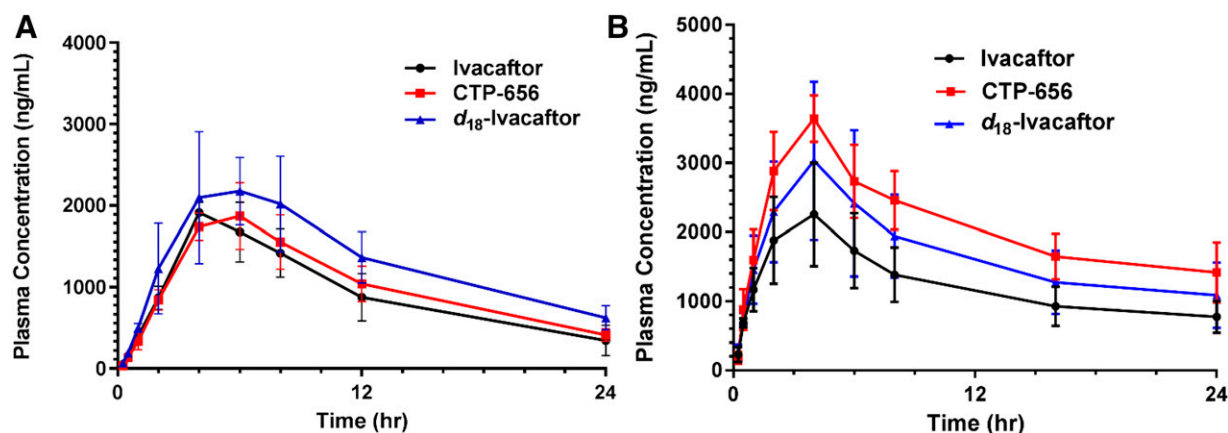 A
Plasma Concentration (ng/mL)
4000
3000
2000
1000
0
0
12
24
Time (hr)
Ivacaftor
CTP-656
d₁₈-Ivacaftor
B
Plasma Concentration (ng/mL)
5000
4000
3000
2000
1000
0
0
12
24
Time (hr)
Ivacaftor
CTP-656
d₁₈-Ivacaftor